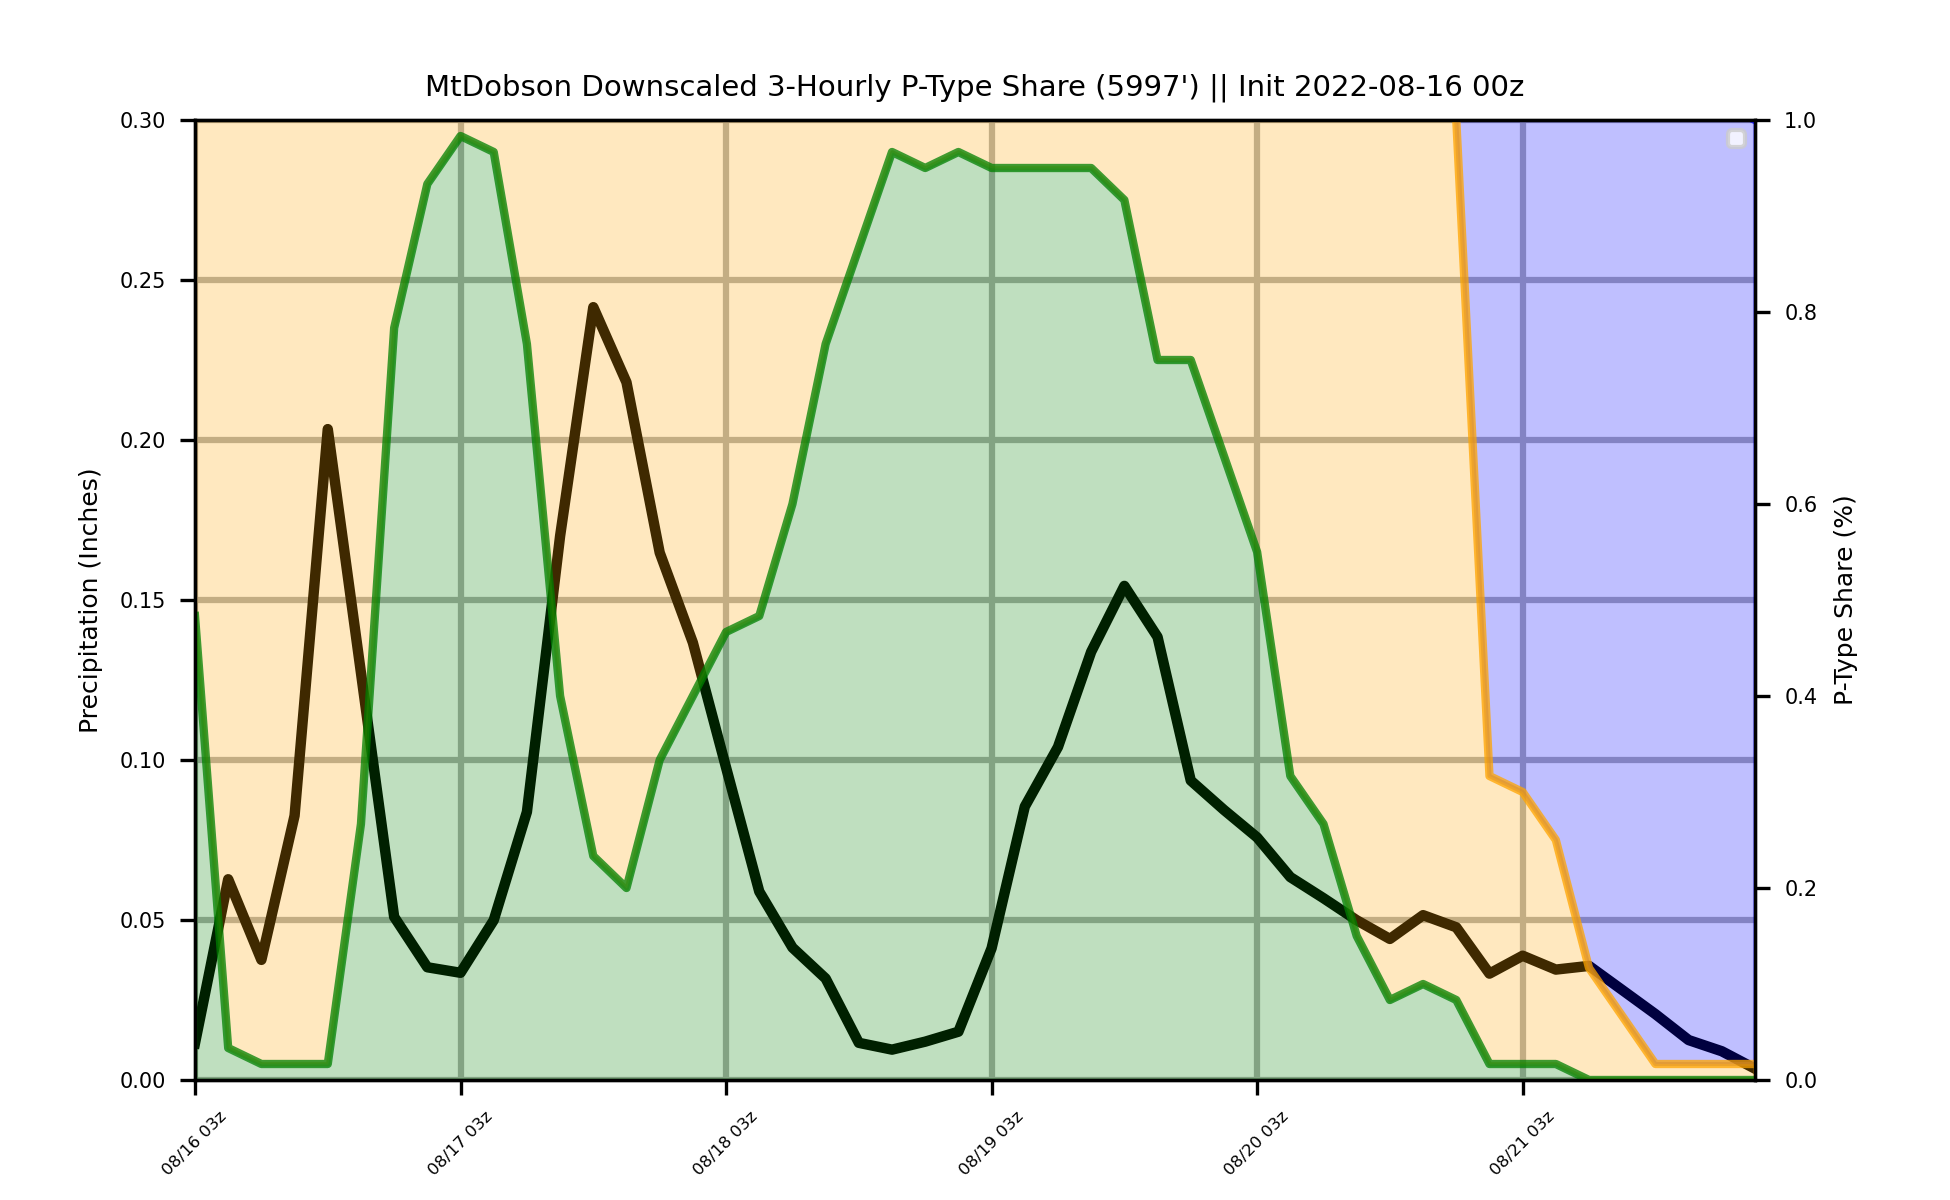 MtDobson Downscaled 3-Hourly P-Type Share (5997') || Init 2022-08-16 00z
0.30
0.25
0.20
0.15
0.10
0.05
0.00
Precipitation (Inches)
1.0
0.8
0.6
0.4
0.2
0.0
P-Type Share (%)
08/16 03z
08/17 03z
08/18 03z
08/19 03z
08/20 03z
08/21 03z